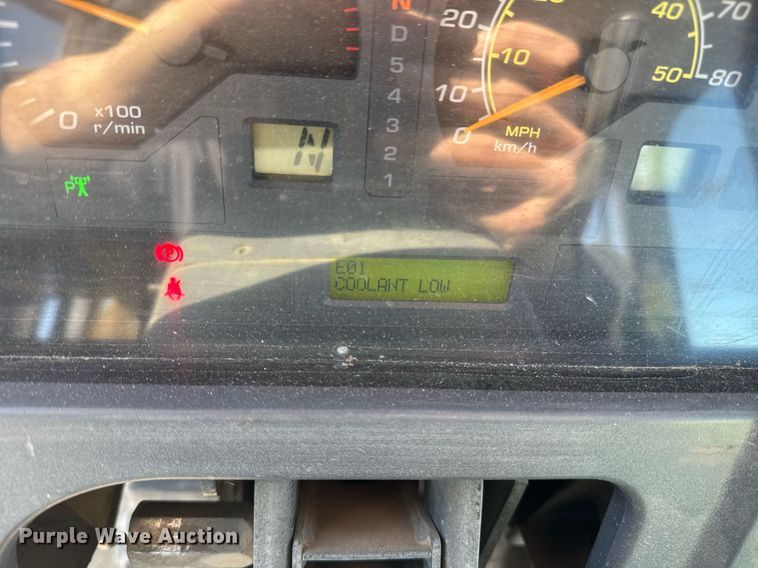 0
x100
r/min
N
D
5
4
3
2
1
20
10
0
10
MPH
km/h
40
50
70
80
N
P
P
E01
COOLANT LOW
Purple Wave Auction